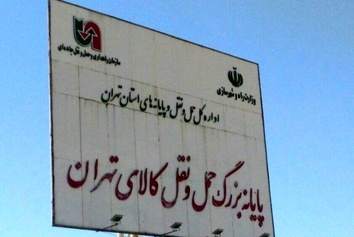 وزارت راه و شهرسازی
سازمان راهداری و حمل و نقل جاده‌ای
اداره کل حمل و نقل و پایانه های استان تهران
پایانه بزرگ حمل و نقل کالای تهران